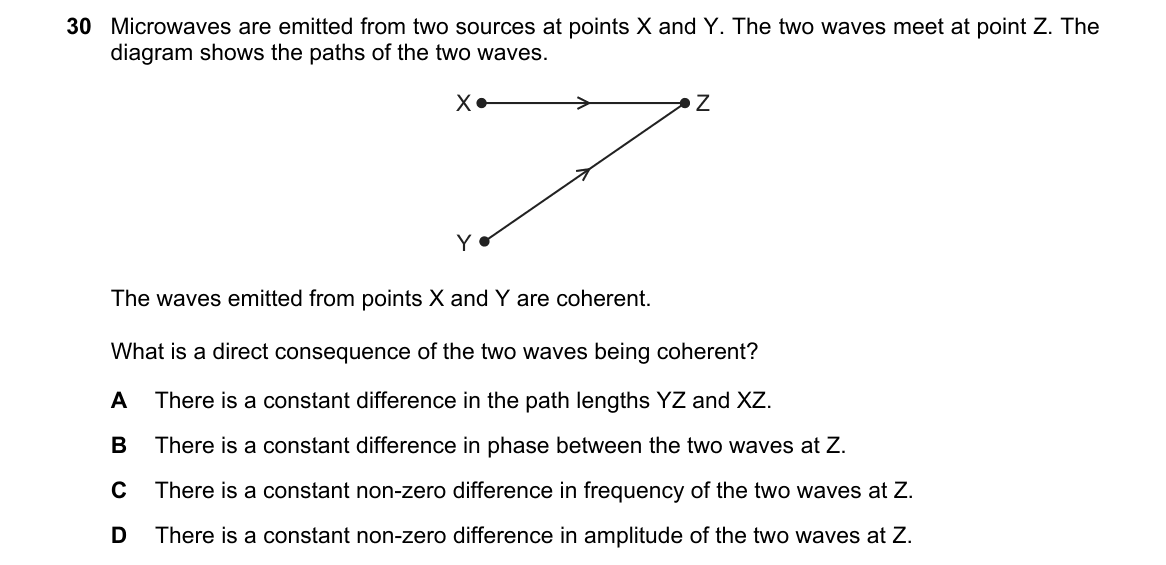 30 Microwaves are emitted from two sources at points X and Y. The two waves meet at point Z. The
diagram shows the paths of the two waves.
X Z
Y
The waves emitted from points X and Y are coherent.
What is a direct consequence of the two waves being coherent?
A There is a constant difference in the path lengths YZ and XZ.
B There is a constant difference in phase between the two waves at Z.
C There is a constant non-zero difference in frequency of the two waves at Z.
D There is a constant non-zero difference in amplitude of the two waves at Z.